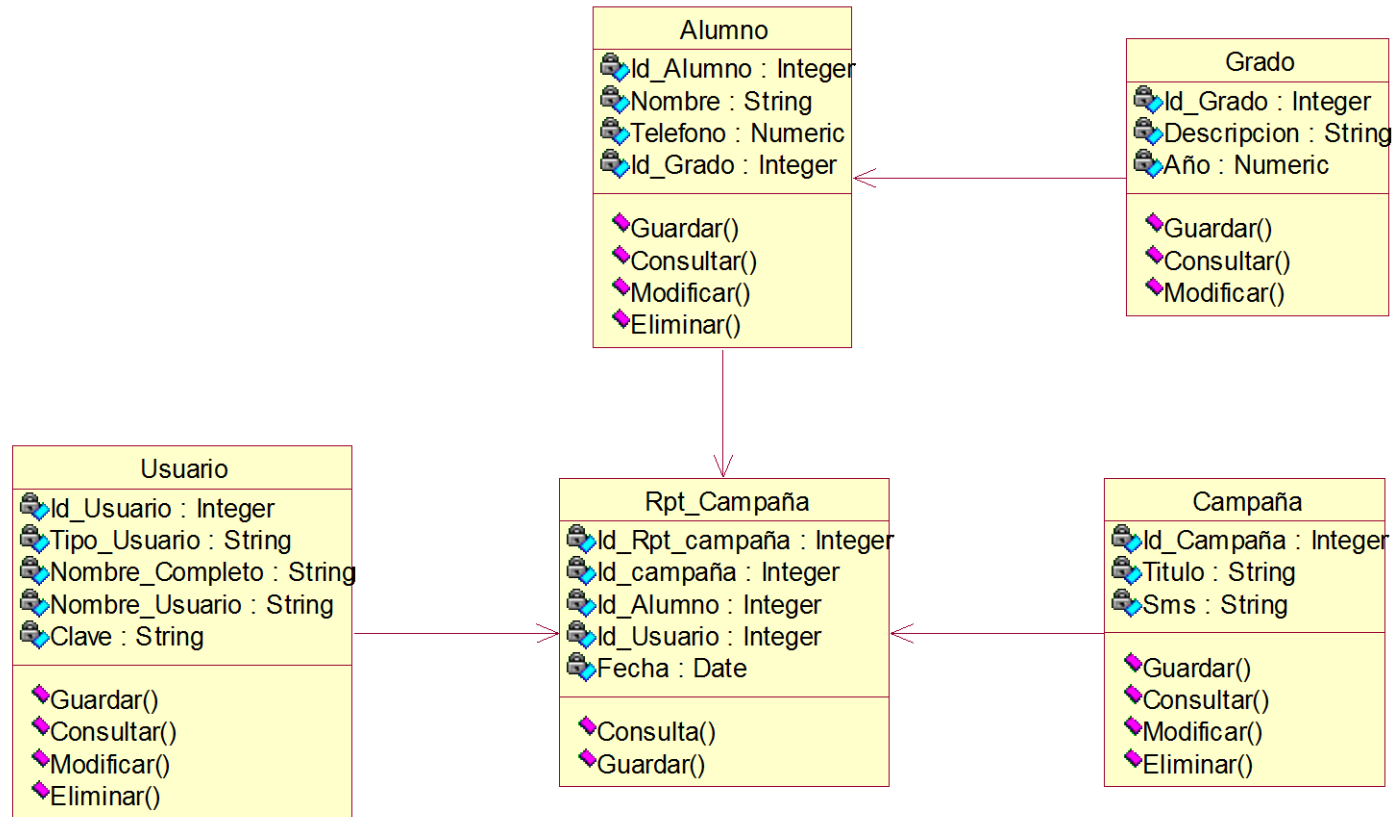 Alumno
Id_Alumno : Integer
Nombre : String
Telefono : Numeric
Id_Grado : Integer
Guardar()
Consultar()
Modificar()
Eliminar()
Grado
Id_Grado : Integer
Descripcion : String
Año : Numeric
Guardar()
Consultar()
Modificar()
Usuario
Id_Usuario : Integer
Tipo_Usuario : String
Nombre_Completo : String
Nombre_Usuario : String
Clave : String
Guardar()
Consultar()
Modificar()
Eliminar()
Rpt_Campaña
Id_Rpt_campaña : Integer
Id_campaña : Integer
Id_Alumno : Integer
Id_Usuario : Integer
Fecha : Date
Consulta()
Guardar()
Campaña
Id_Campaña : Integer
Titulo : String
Sms : String
Guardar()
Consultar()
Modificar()
Eliminar()